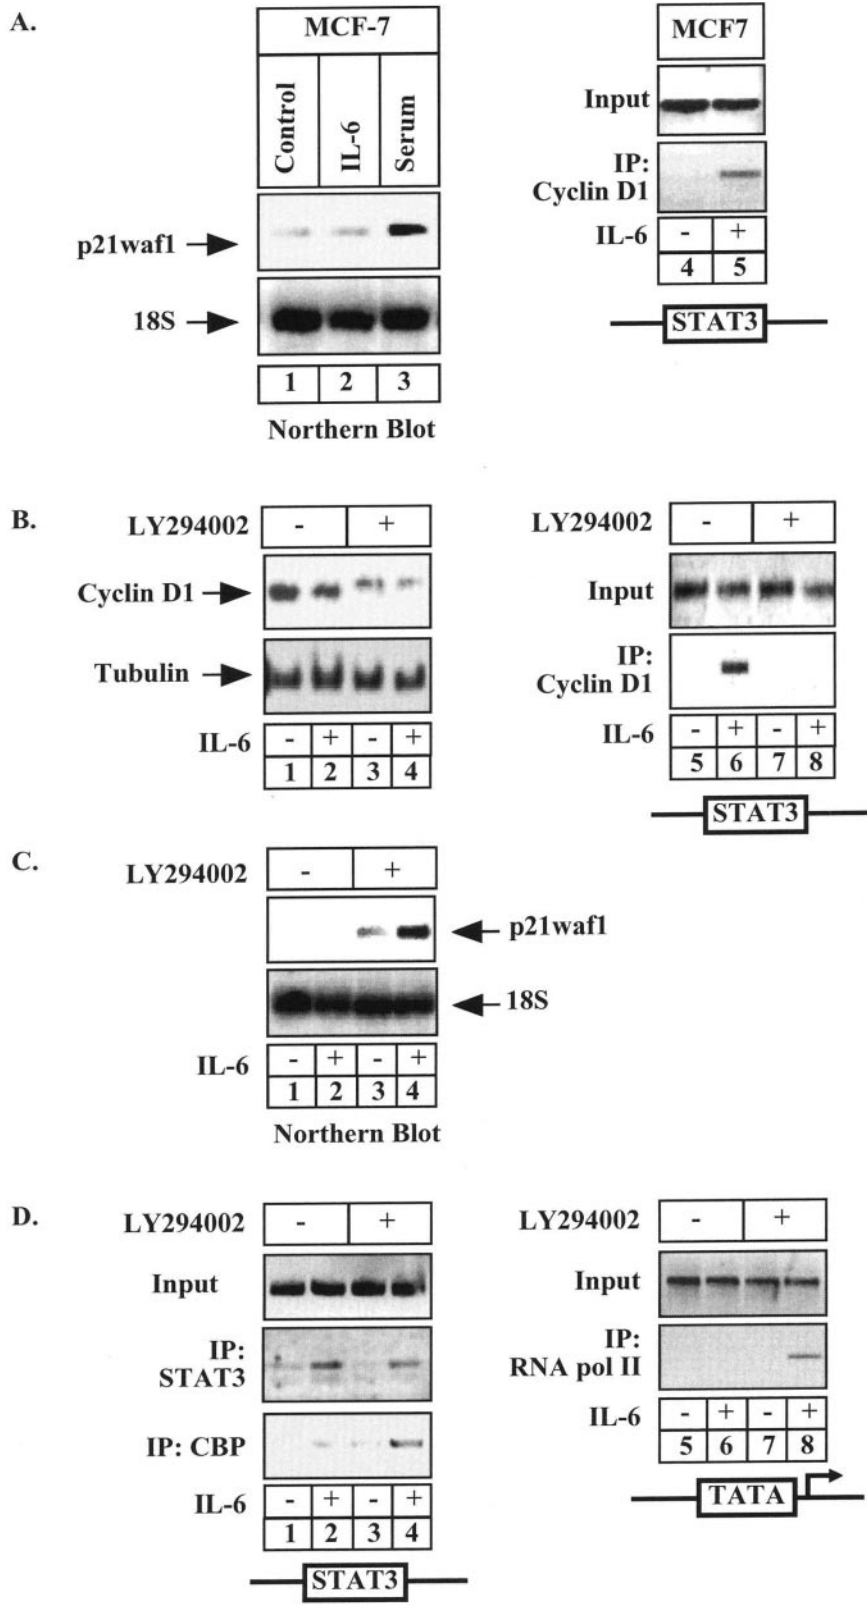 A.
MCF-7
Control
IL-6
Serum
p21waf1
18S
1 2 3
Northern Blot
MCF7
Input
IP:
Cyclin D1
IL-6 - +
4 5
STAT3
B.
LY294002 - +
Cyclin D1
Tubulin
IL-6 - + - +
1 2 3 4
LY294002 - +
Input
IP:
Cyclin D1
IL-6 - + - +
5 6 7 8
STAT3
C.
LY294002 - +
p21waf1
18S
IL-6 - + - +
1 2 3 4
Northern Blot
D.
LY294002 - +
Input
IP:
STAT3
IP: CBP
IL-6 - + - +
1 2 3 4
STAT3
LY294002 - +
Input
IP:
RNA pol II
IL-6 - + - +
5 6 7 8
TATA